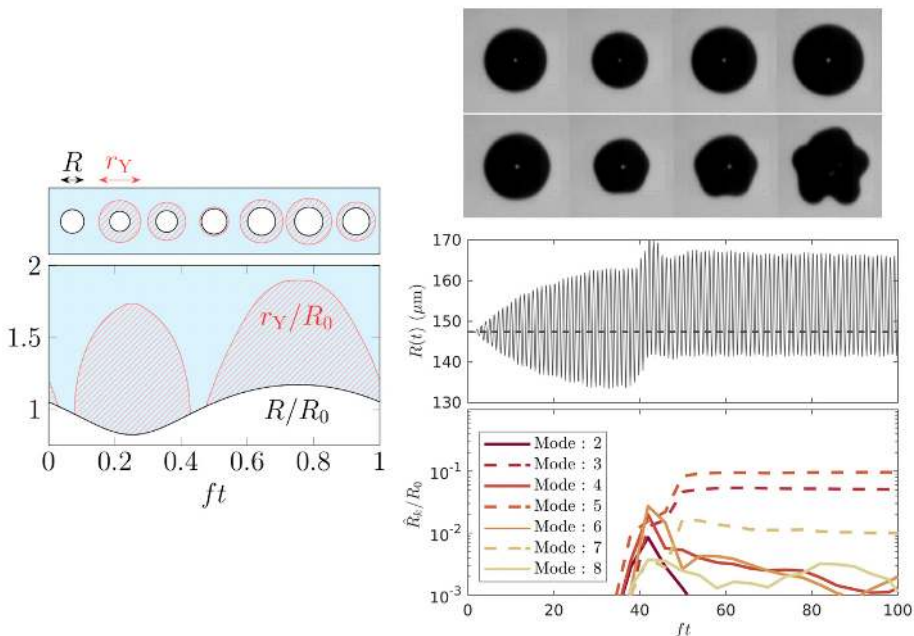 R
r_Y
2
1.5
1
r_Y/R_0
R/R_0
0 0.2 0.4 0.6 0.8 1
ft
170
160
150
140
130
R(t) (μm)
10^-1
10^-2
10^-3
R̂_k/R_0
Mode : 2
Mode : 3
Mode : 4
Mode : 5
Mode : 6
Mode : 7
Mode : 8
0 20 40 60 80 100
ft